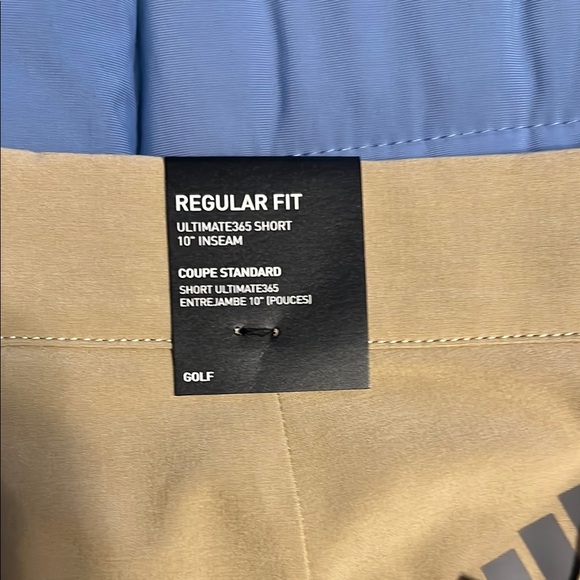 REGULAR FIT
ULTIMATE365 SHORT
10" INSEAM
COUPE STANDARD
SHORT ULTIMATE365
ENTREJAMBE 10" (POUCES)
GOLF